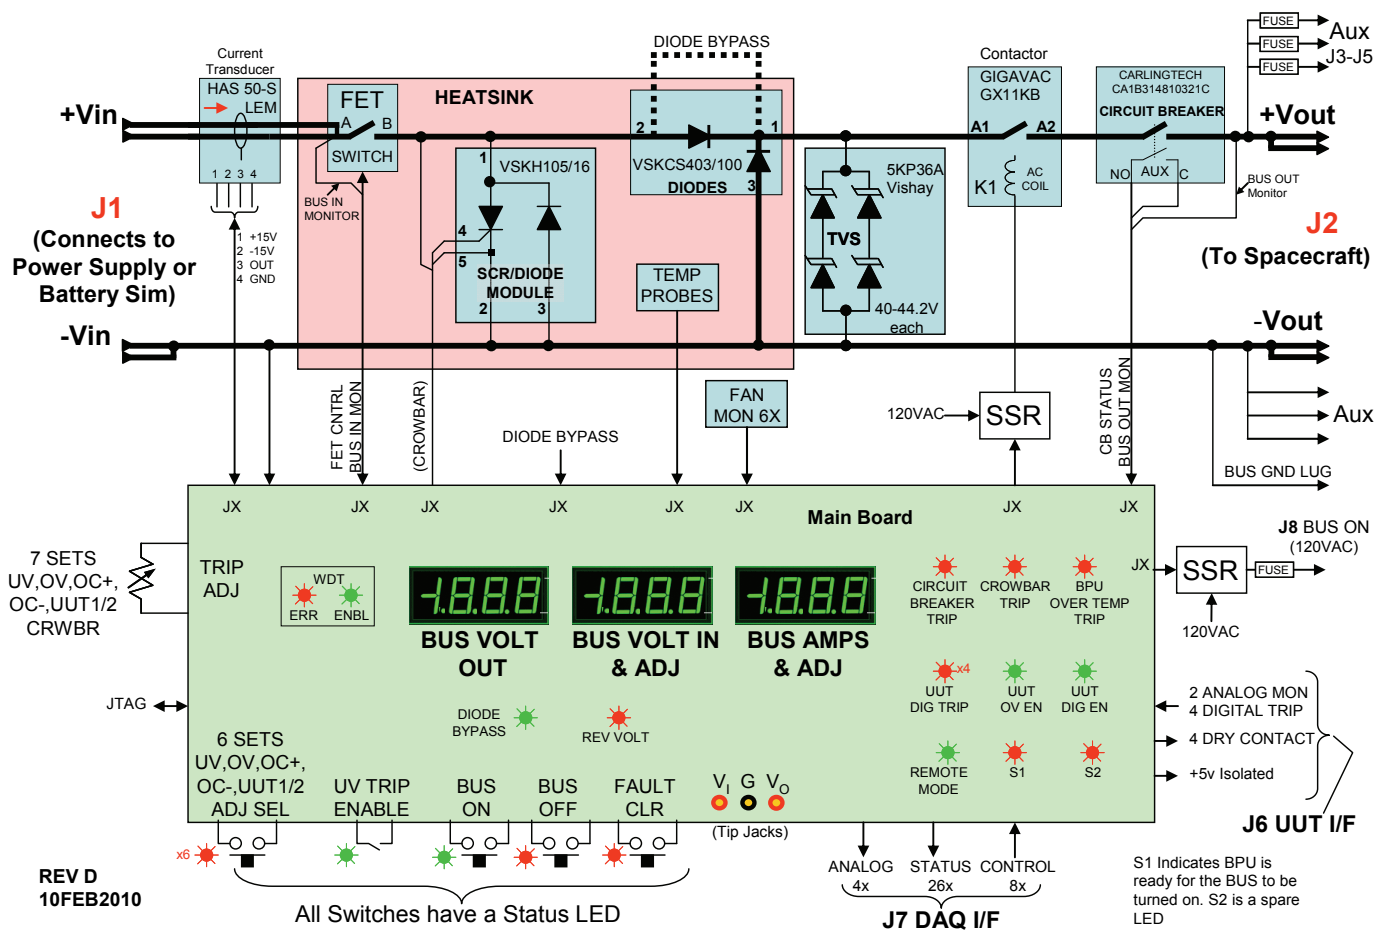 DIODE BYPASS
Current
Transducer
HAS 50-S
LEM
1 2 3 4
1 +15V
2 -15V
3 OUT
4 GND
+Vin
J1
(Connects to
Power Supply or
Battery Sim)
-Vin
HEATSINK
FET
A B
SWITCH
BUS IN
MONITOR
1
VSKH105/16
4
5
SCR/DIODE
MODULE
2 3
2 1
VSKCS403/100
DIODES
3
TEMP
PROBES
5KP36A
Vishay
TVS
40-44.2V
each
Contactor
GIGAVAC
GX11KB
A1 A2
K1
AC
COIL
CARLINGTECH
CA1B314810321C
CIRCUIT BREAKER
NO AUX C
BUS OUT
Monitor
FUSE
FUSE
FUSE
Aux
J3-J5
+Vout
J2
(To Spacecraft)
-Vout
Aux
BUS GND LUG
FET CNTRL
BUS IN MON
(CROWBAR)
DIODE BYPASS
FAN
MON 6X
120VAC
SSR
CB STATUS
BUS OUT MON
JX
JX
JX
JX
JX
JX
JX
JX
Main Board
7 SETS
UV,OV,OC+,
OC-,UUT1/2
CRWBR
TRIP
ADJ
WDT
ERR
ENBL
-1.8.8.8
BUS VOLT
OUT
-1.8.8.8
BUS VOLT IN
& ADJ
-1.8.8.8
BUS AMPS
& ADJ
CIRCUIT
BREAKER
TRIP
CROWBAR
TRIP
BPU
OVER TEMP
TRIP
x4
UUT
DIG TRIP
UUT
OV EN
UUT
DIG EN
REMOTE
MODE
S1
S2
JX
SSR
FUSE
120VAC
J8 BUS ON
(120VAC)
JTAG
DIODE
BYPASS
REV VOLT
6 SETS
UV,OV,OC+,
OC-,UUT1/2
ADJ SEL
UV TRIP
ENABLE
BUS
ON
BUS
OFF
FAULT
CLR
VI G VO
(Tip Jacks)
2 ANALOG MON
4 DIGITAL TRIP
4 DRY CONTACT
+5v Isolated
J6 UUT I/F
x6
All Switches have a Status LED
ANALOG
4x
STATUS
26x
CONTROL
8x
J7 DAQ I/F
REV D
10FEB2010
S1 Indicates BPU is
ready for the BUS to be
turned on. S2 is a spare
LED